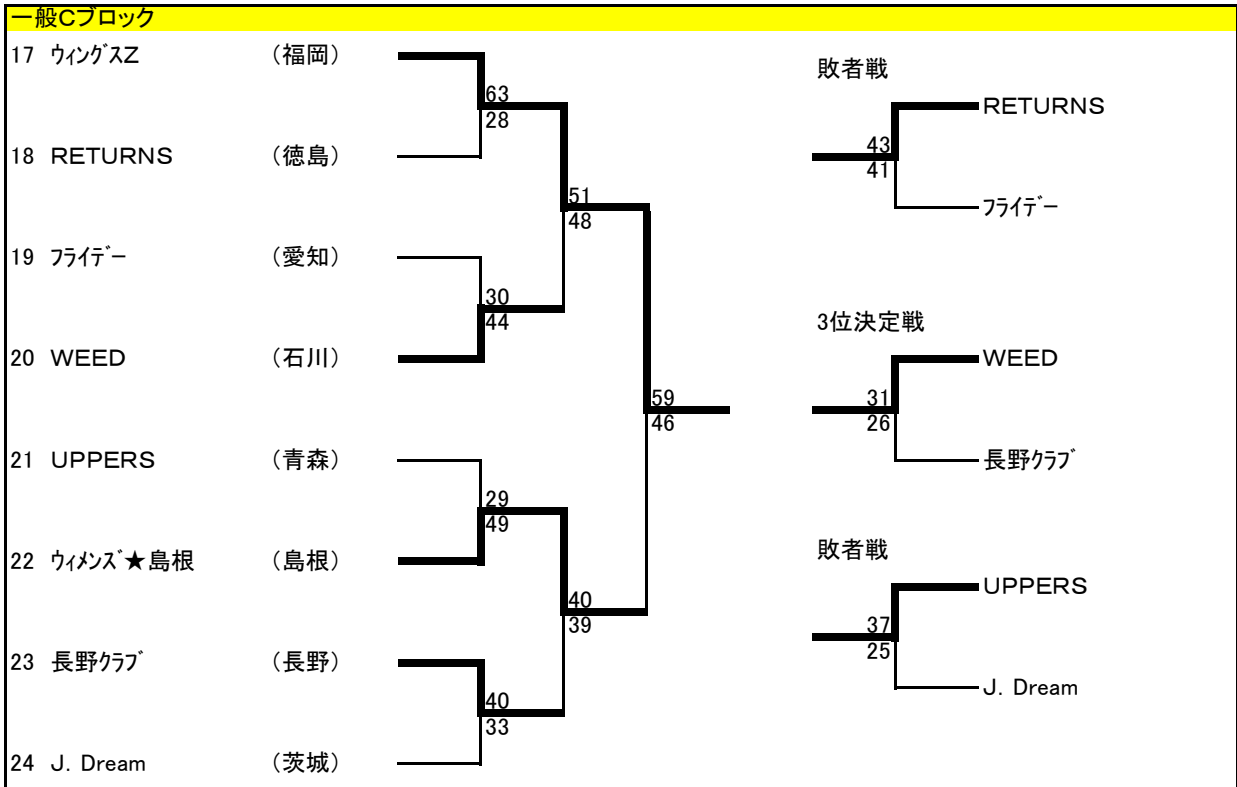 一般Cブロック
17 ウィングスZ （福岡）
敗者戦
63
28
RETURNS
18 RETURNS （徳島）
43
41
51
48
フライデー
19 フライデー （愛知）
30
44
3位決定戦
20 WEED （石川）
WEED
59
46
31
26
21 UPPERS （青森）
長野クラブ
29
49
敗者戦
22 ウィメンズ★島根 （島根）
UPPERS
40
39
37
25
23 長野クラブ （長野）
J. Dream
40
33
24 J. Dream （茨城）